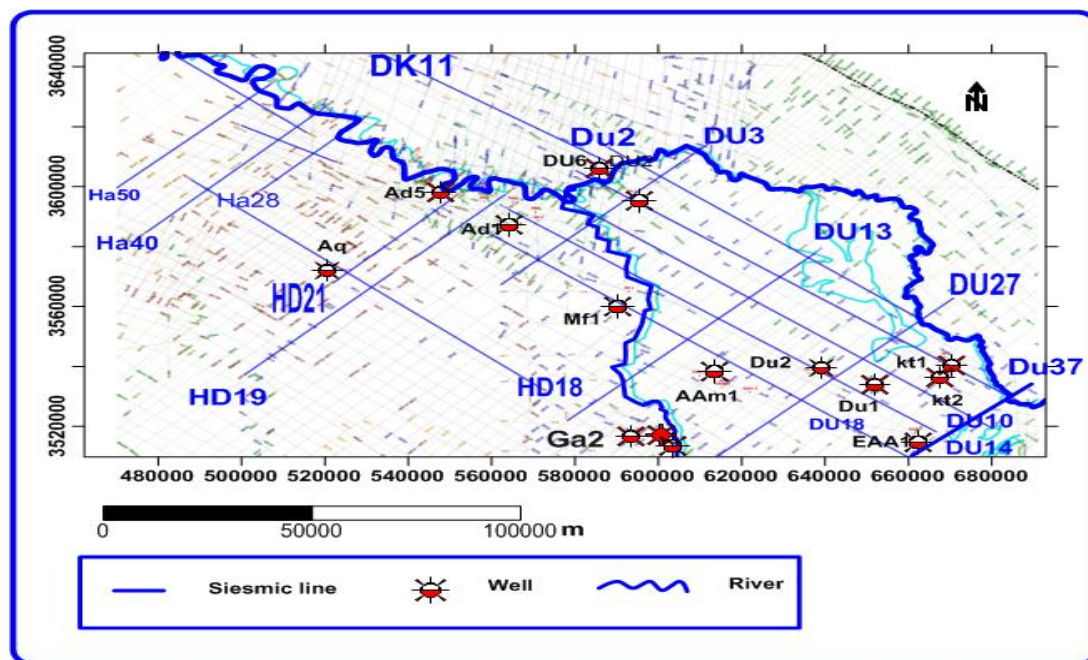 3640000
DK11
N
Du2
DU3
DU6
DU2
3600000
Ha50
Ha28
Ad5
Ad1
Ha40
Aq
DU13
HD21
DU27
3560000
Mf1
Du2
kt1
Du37
HD19
HD18
AAm1
Du1
kt2
DU18
DU10
3520000
Ga2
EAA1
DU14
480000 500000 520000 540000 560000 580000 600000 620000 640000 660000 680000
0 50000 100000 m
Siesmic line Well River